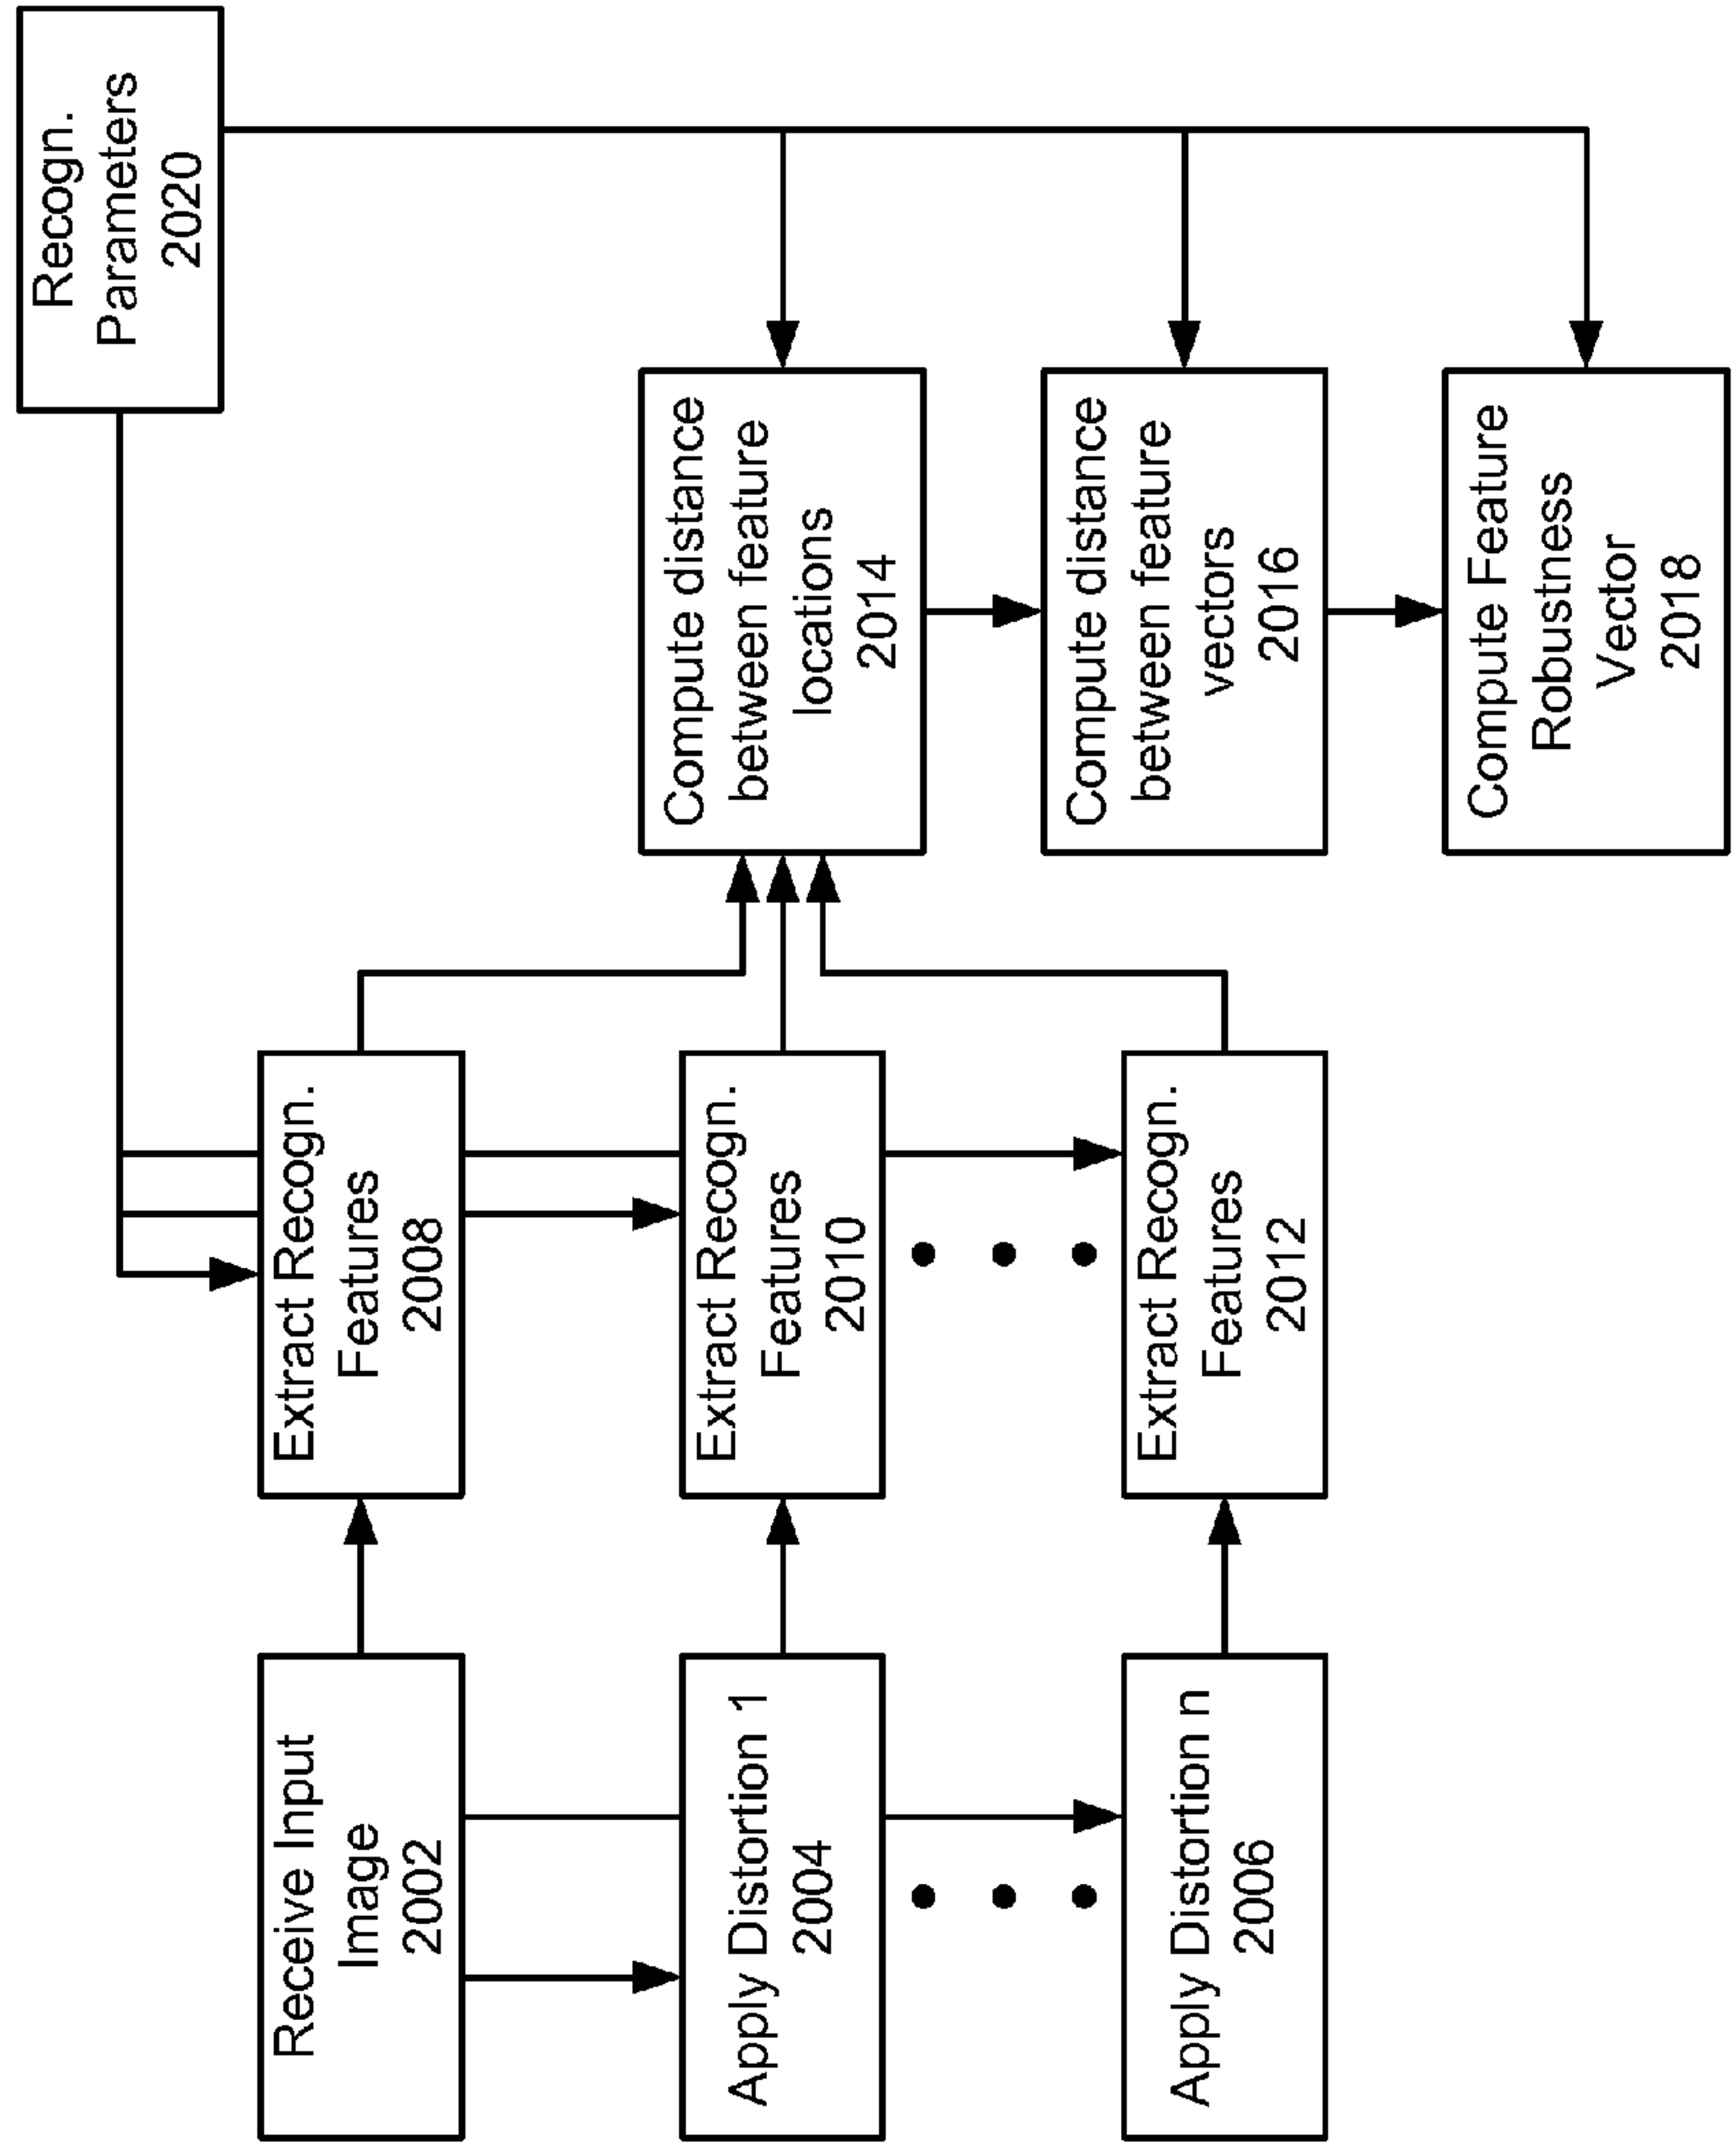 Recogn.
Parameters
2020
Receive Input
Image
2002
Extract Recogn.
Features
2008
Apply Distortion 1
2004
Extract Recogn.
Features
2010
Compute distance
between feature
locations
2014
Compute distance
between feature
vectors
2016
Apply Distortion n
2006
Extract Recogn.
Features
2012
Compute Feature
Robustness
Vector
2018